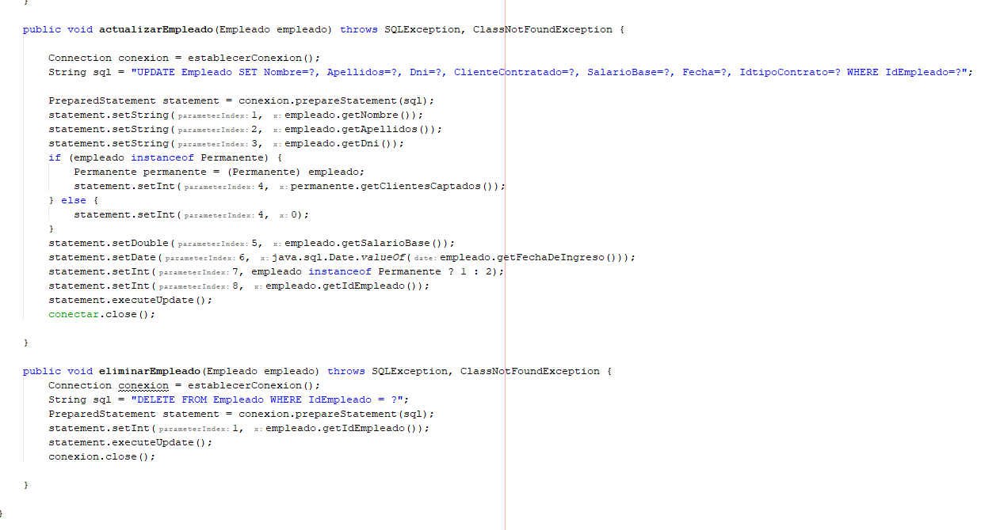 }
public void actualizarEmpleado(Empleado empleado) throws SQLException, ClassNotFoundException {
Connection conexion = establecerConexion();
String sql = "UPDATE Empleado SET Nombre=?, Apellidos=?, Dni=?, ClienteContratado=?, SalarioBase=?, Fecha=?, IdtipoContrato=? WHERE IdEmpleado=?";
PreparedStatement statement = conexion.prepareStatement(sql);
statement.setString(parameterIndex: 1, x: empleado.getNombre());
statement.setString(parameterIndex: 2, x: empleado.getApellidos());
statement.setString(parameterIndex: 3, x: empleado.getDni());
if (empleado instanceof Permanente) {
Permanente permanente = (Permanente) empleado;
statement.setInt(parameterIndex: 4, x: permanente.getClientesCaptados());
} else {
statement.setInt(parameterIndex: 4, x: 0);
}
statement.setDouble(parameterIndex: 5, x: empleado.getSalarioBase());
statement.setDate(parameterIndex: 6, x: java.sql.Date.valueOf(date: empleado.getFechaDeIngreso()));
statement.setInt(parameterIndex: 7, empleado instanceof Permanente ? 1 : 2);
statement.setInt(parameterIndex: 8, x: empleado.getIdEmpleado());
statement.executeUpdate();
conectar.close();
}
public void eliminarEmpleado(Empleado empleado) throws SQLException, ClassNotFoundException {
Connection conexion = establecerConexion();
String sql = "DELETE FROM Empleado WHERE IdEmpleado = ?";
PreparedStatement statement = conexion.prepareStatement(sql);
statement.setInt(parameterIndex: 1, x: empleado.getIdEmpleado());
statement.executeUpdate();
conexion.close();
}
}